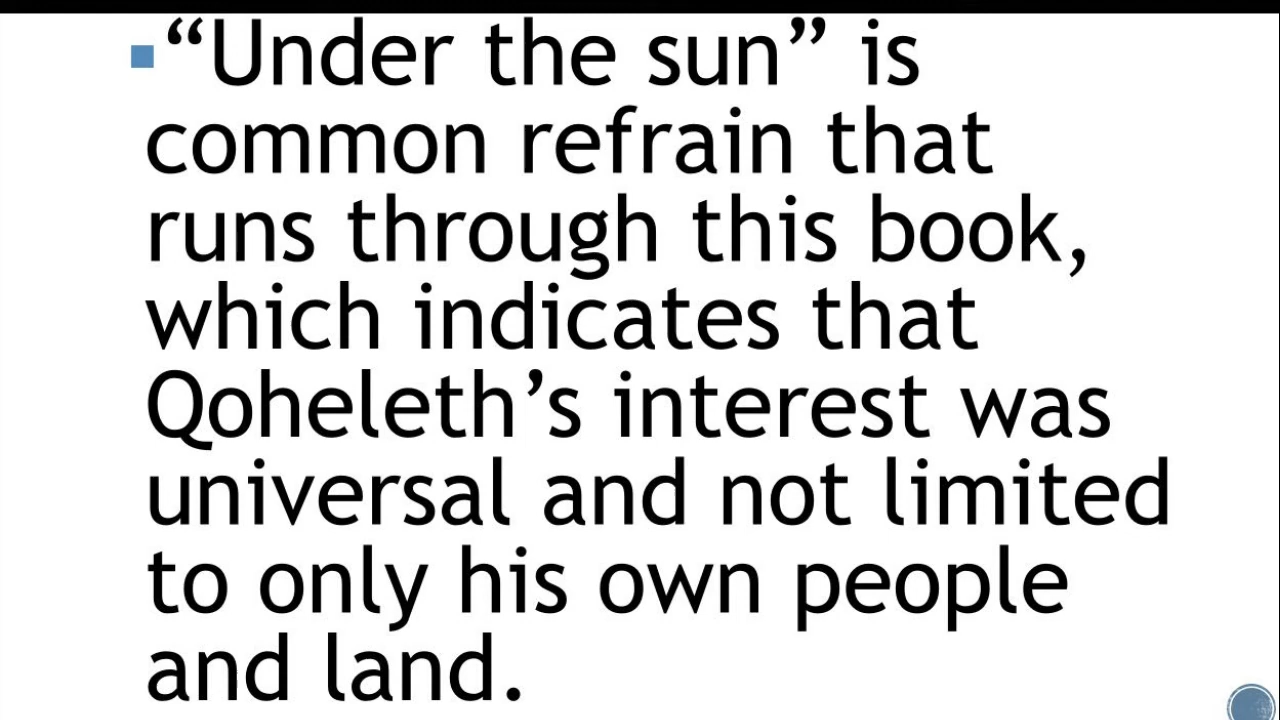 ▪“Under the sun” is
common refrain that
runs through this book,
which indicates that
Qoheleth’s interest was
universal and not limited
to only his own people
and land.